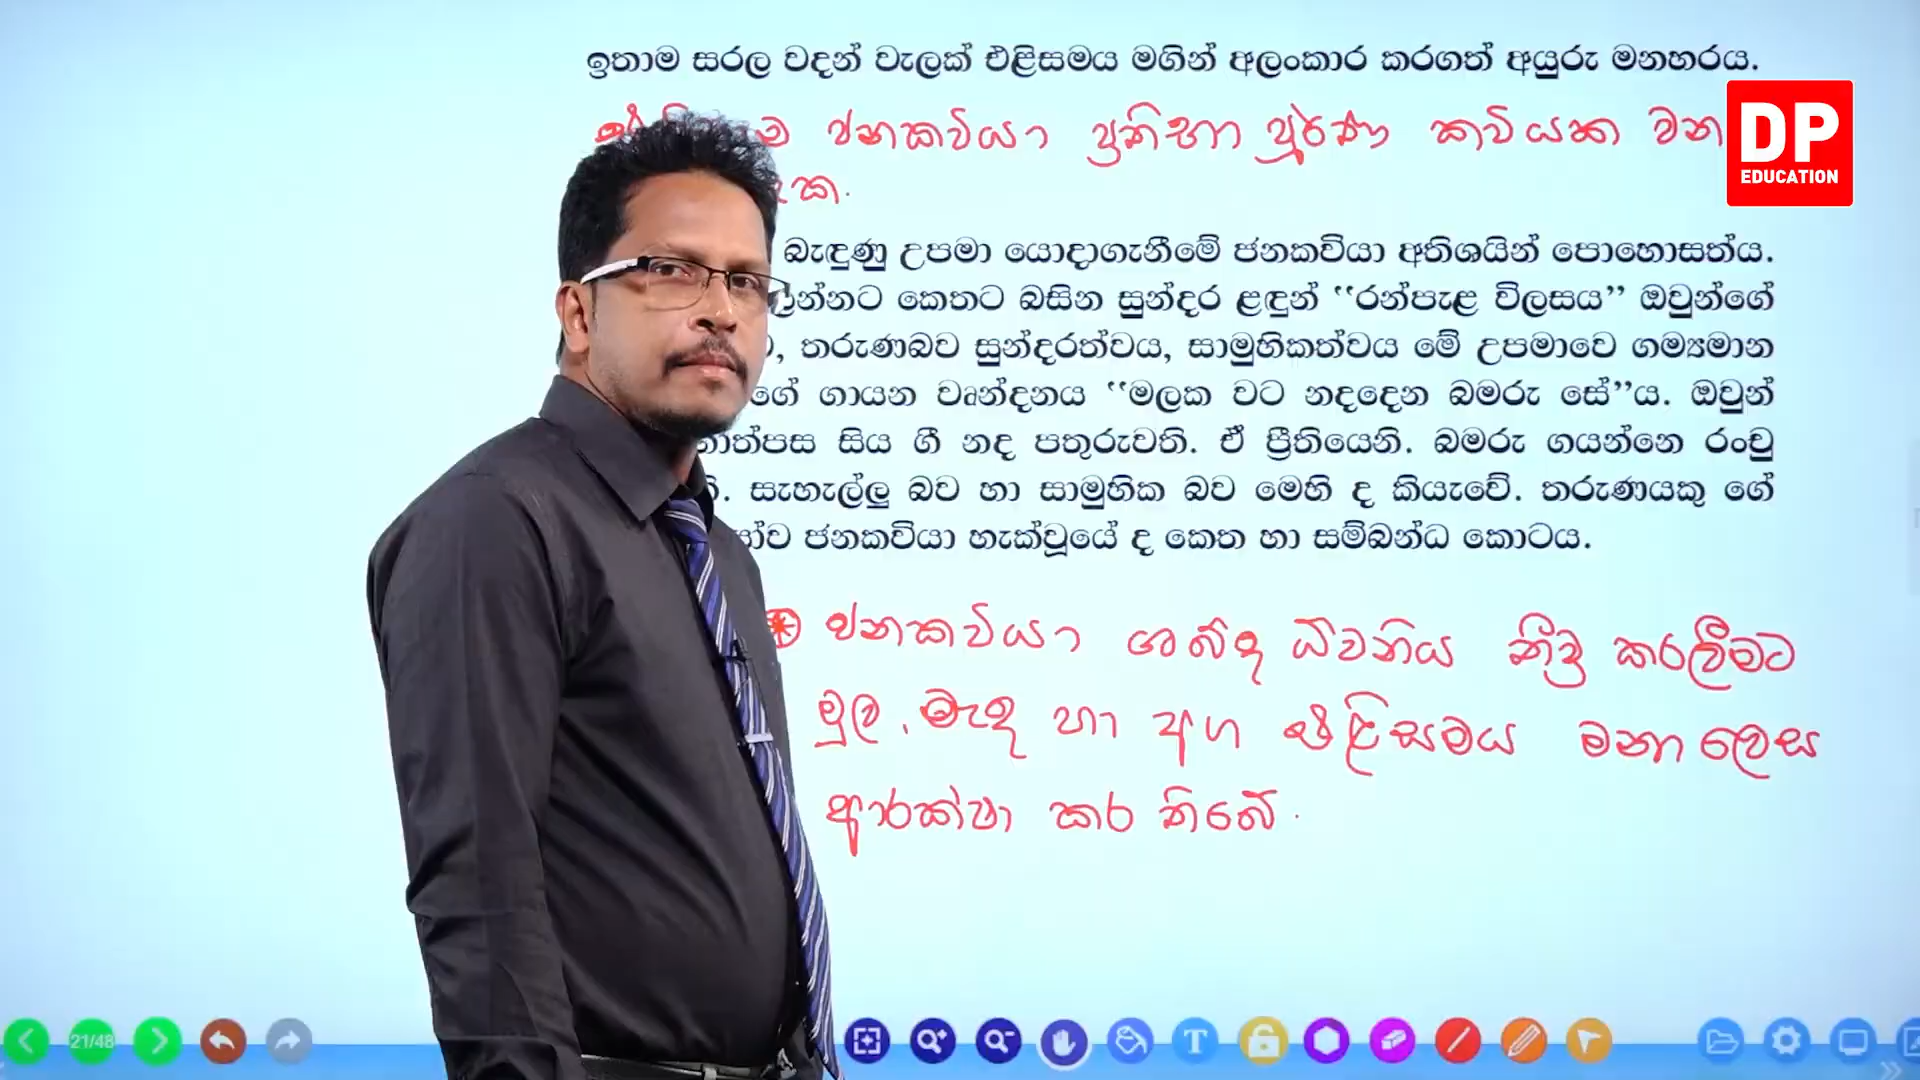 ඉතාම සරල වදන් වැලක් එළිසමය මගින් අලංකාර කරගත් අයුරු මනහරය.
ජනකවියා ප්‍රතිභා පූර්ණ කවියක වන
DP
EDUCATION
බැඳුණු උපමා යොදාගැනීමේ ජනකවියා අතිශයින් පොහොසත්ය.
කෙතට බසින සුන්දර ළඳුන් “රන්පැළ විලසය” ඔවුන්ගේ
තරුණබව සුන්දරත්වය, සාමුහිකත්වය මේ උපමාවෙ ගම්‍යමාන
ගායන වෘන්දනය “මලක වට නදදෙන බමරු සේ”ය. ඔවුන්
සිය ගී නද පතුරුවති. ඒ ප්‍රීතියෙනි. බමරු ගයන්නෙ රංචු
සැහැල්ලු බව හා සාමුහික බව මෙහි ද කියැවේ. තරුණයකු ගේ
ජනකවියා හැක්වූයේ ද කෙත හා සම්බන්ධ කොටය.
ජනකවියා ශබ්ද ධ්වනිය තීව්‍ර කරලීමට
මුල, මැද හා අග එළිසමය මනා ලෙස
ආරක්ෂා කර තිබේ.
21/48